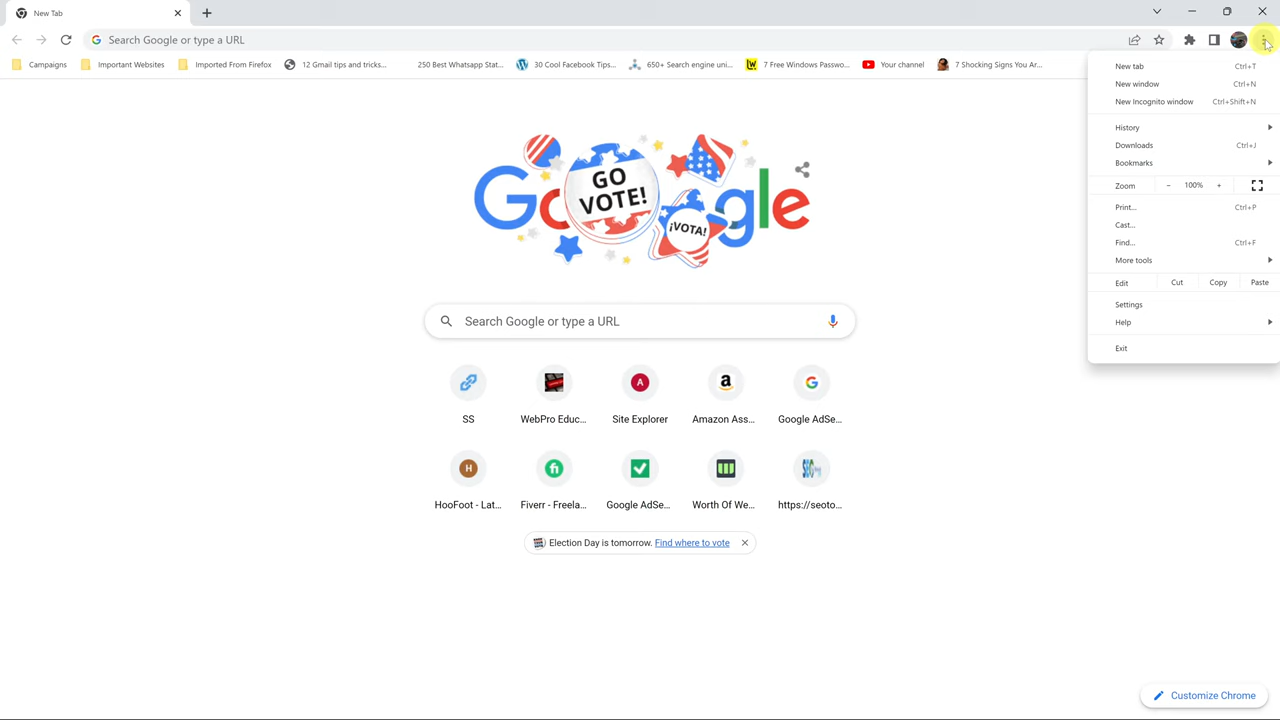 New Tab
Search Google or type a URL
Campaigns Important Websites Imported From Firefox 12 Gmail tips and tricks... 250 Best Whatsapp Stat... 30 Cool Facebook Tips... 650+ Search engine uni... 7 Free Windows Passwo... Your channel 7 Shocking Signs You Ar...
New tab Ctrl+T
New window Ctrl+N
New Incognito window Ctrl+Shift+N
History
Downloads Ctrl+J
Bookmarks
Zoom - 100% +
Print... Ctrl+P
Cast...
Find... Ctrl+F
More tools
Edit Cut Copy Paste
Settings
Help
Exit
Google
GO
VOTE!
¡VOTA!
Search Google or type a URL
SS WebPro Educ... Site Explorer Amazon Ass... Google AdSe...
HooFoot - Lat... Fiverr - Freela... Google AdSe... Worth Of We... https://seoto...
Election Day is tomorrow. Find where to vote
Customize Chrome